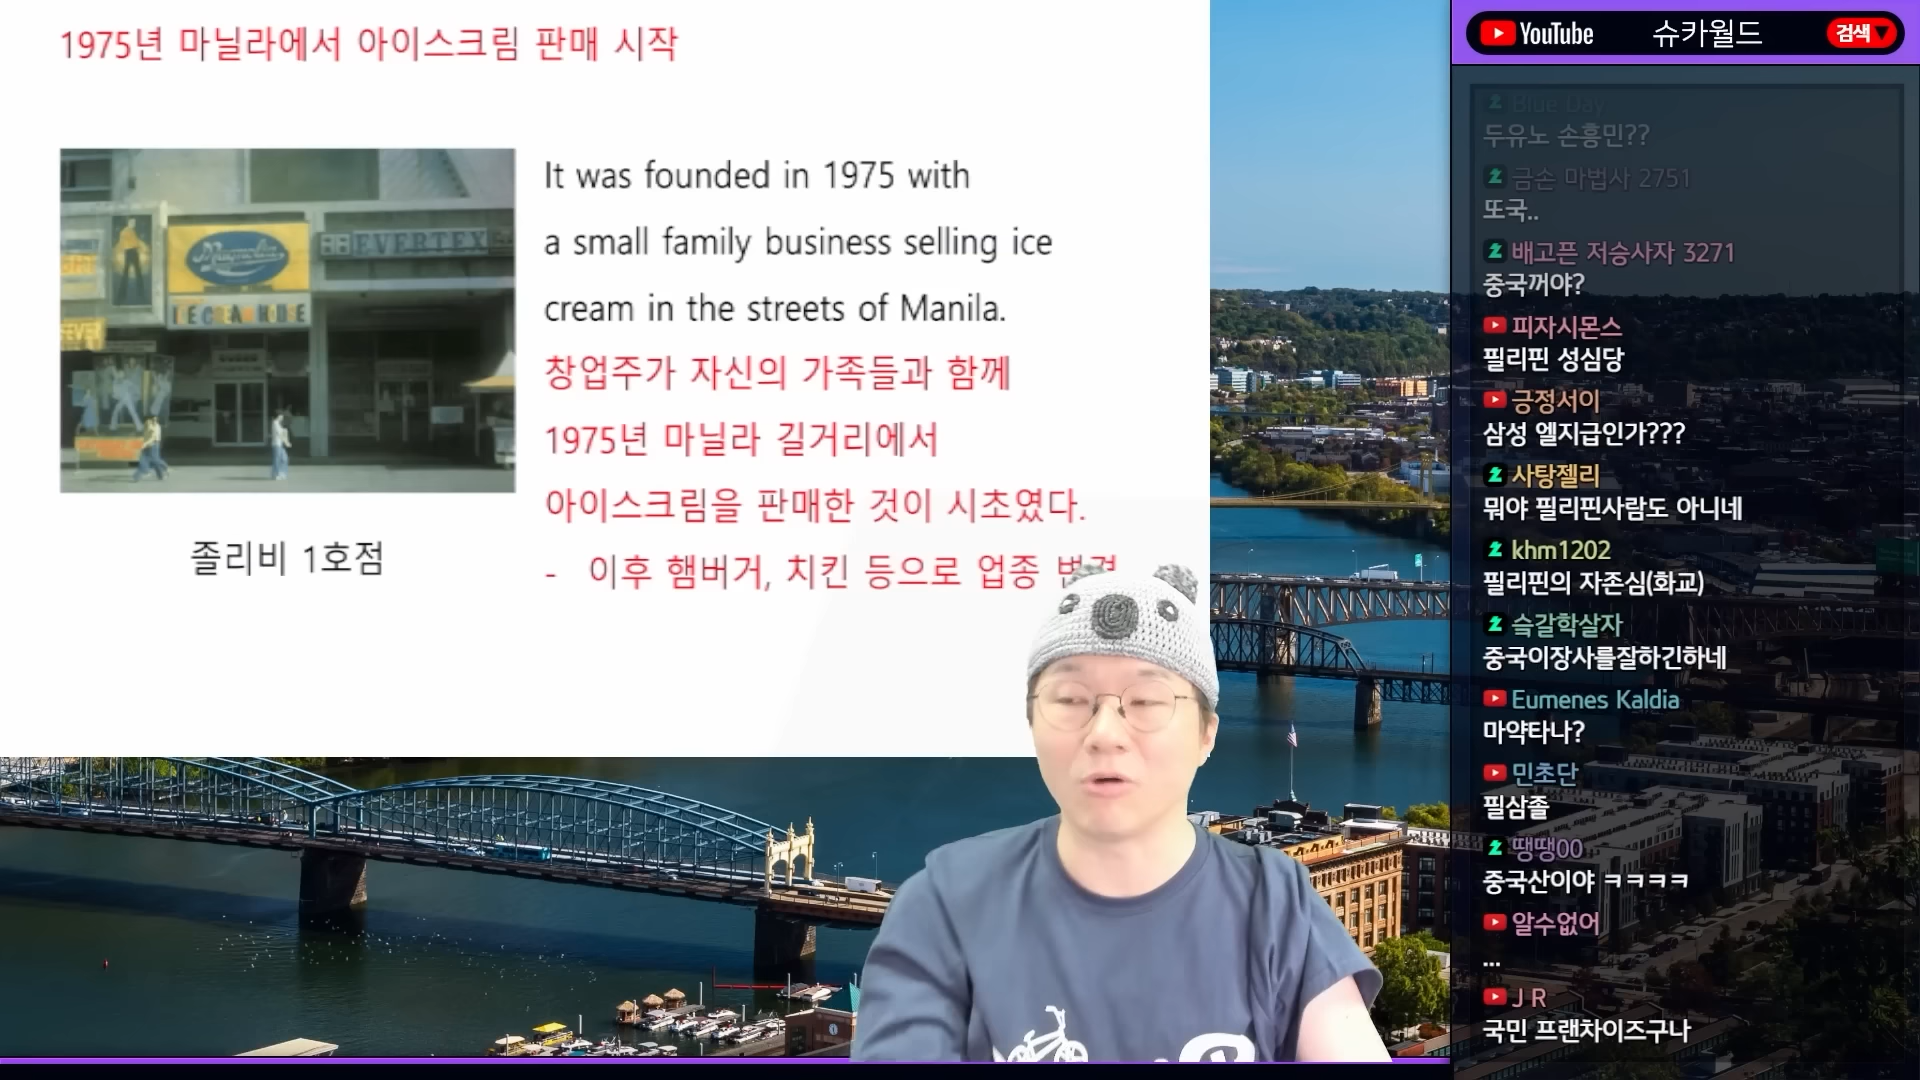 1975년 마닐라에서 아이스크림 판매 시작
Magnolia
ICE CREAM HOUSE
EVERTEX
It was founded in 1975 with
a small family business selling ice
cream in the streets of Manila.
창업주가 자신의 가족들과 함께
1975년 마닐라 길거리에서
아이스크림을 판매한 것이 시초였다.
- 이후 햄버거, 치킨 등으로 업종 변경
졸리비 1호점
YouTube 슈카월드 검색
Blue Day
두유노 손흥민??
금손 마법사 2751
또국..
배고픈 저승사자 3271
중국꺼야?
피자시몬스
필리핀 성심당
긍정서이
삼성 엘지급인가???
사탕젤리
뭐야 필리핀사람도 아니네
khm1202
필리핀의 자존심(화교)
슼갈학살자
중국이장사를잘하긴하네
Eumenes Kaldia
마약타나?
민초단
필삼졸
땡땡00
중국산이야 ㅋㅋㅋㅋ
알수없어
...
J R
국민 프랜차이즈구나